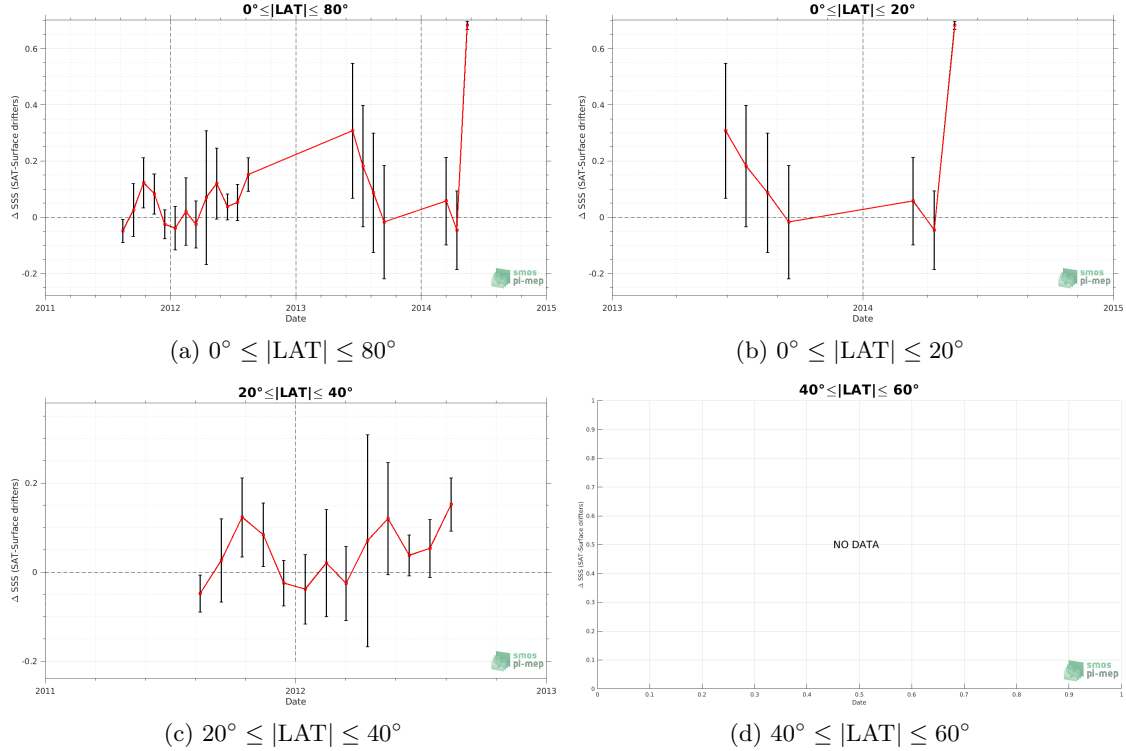 0°≤|LAT|≤ 80°
Δ SSS (SAT-Surface drifters)
0.6
0.4
0.2
0
-0.2
2011
2012
2013
2014
2015
Date
smos
pi-mep
(a) 0° ≤ |LAT| ≤ 80°
0°≤|LAT|≤ 20°
Δ SSS (SAT-Surface drifters)
0.6
0.4
0.2
0
-0.2
2013
2014
2015
Date
smos
pi-mep
(b) 0° ≤ |LAT| ≤ 20°
20°≤|LAT|≤ 40°
Δ SSS (SAT-Surface drifters)
0.2
0
-0.2
2011
2012
2013
Date
smos
pi-mep
(c) 20° ≤ |LAT| ≤ 40°
40°≤|LAT|≤ 60°
Δ SSS (SAT-Surface drifters)
1
0.9
0.8
0.7
0.6
0.5
0.4
0.3
0.2
0.1
0
NO DATA
0
0.1
0.2
0.3
0.4
0.5
0.6
0.7
0.8
0.9
1
Date
smos
pi-mep
(d) 40° ≤ |LAT| ≤ 60°